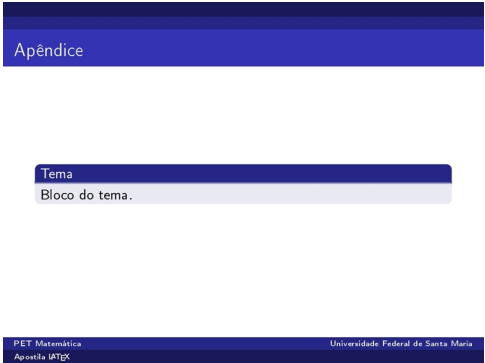 Apêndice
Tema
Bloco do tema.
PET Matemática
Universidade Federal de Santa Maria
Apostila LATEX